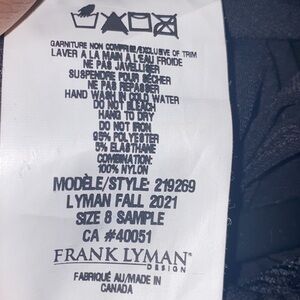 GARNITURE NON COMPRISE/EXCLUSIVE OF TRIM
LAVER A LA MAIN A L'EAU FROIDE
NE PAS JAVELLISER
SUSPENDRE POUR SÉCHER
NE PAS REPASSER
HAND WASH IN COLD WATER
DO NOT BLEACH
HANG TO DRY
DO NOT IRON
95% POLYESTER
5% ELASTHANE
COMBINATION:
100% NYLON
MODÈLE/STYLE: 219269
LYMAN FALL 2021
SIZE 8 SAMPLE
CA #40051
FRANK LYMAN®
DESIGN
FABRIQUÉ AU/MADE IN
CANADA